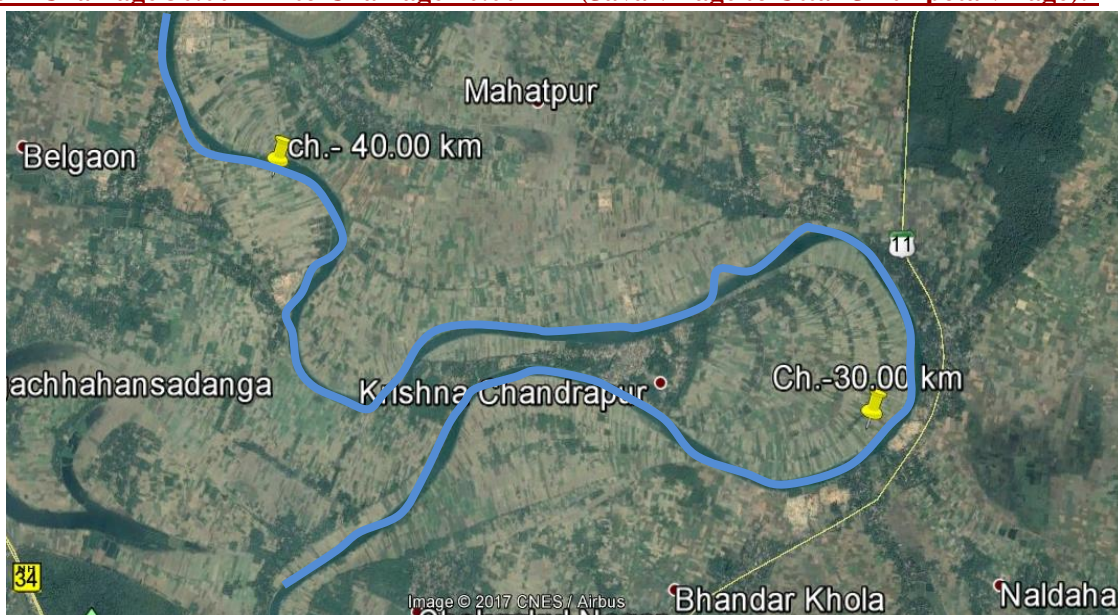 Mahatpur
Belgaon
ch.- 40.00 km
11
Ch.-30.00 km
gachhahansadanga
Krishna Chandrapur
34
Image © 2017 CNES / Airbus
Bhandar Khola
Naldaha